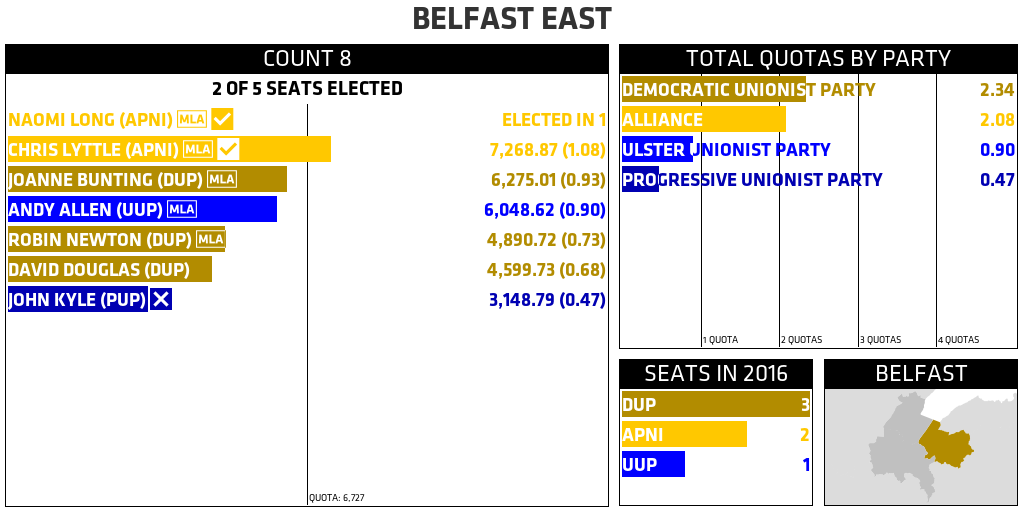 BELFAST EAST
COUNT 8
2 OF 5 SEATS ELECTED
NAOMI LONG (APNI) MLA ELECTED IN 1
CHRIS LYTTLE (APNI) MLA 7,268.87 (1.08)
JOANNE BUNTING (DUP) MLA 6,275.01 (0.93)
ANDY ALLEN (UUP) MLA 6,048.62 (0.90)
ROBIN NEWTON (DUP) MLA 4,890.72 (0.73)
DAVID DOUGLAS (DUP) 4,599.73 (0.68)
JOHN KYLE (PUP) 3,148.79 (0.47)
QUOTA: 6,727
TOTAL QUOTAS BY PARTY
DEMOCRATIC UNIONIST PARTY 2.34
ALLIANCE 2.08
ULSTER UNIONIST PARTY 0.90
PROGRESSIVE UNIONIST PARTY 0.47
1 QUOTA 2 QUOTAS 3 QUOTAS 4 QUOTAS
SEATS IN 2016
DUP 3
APNI 2
UUP 1
BELFAST